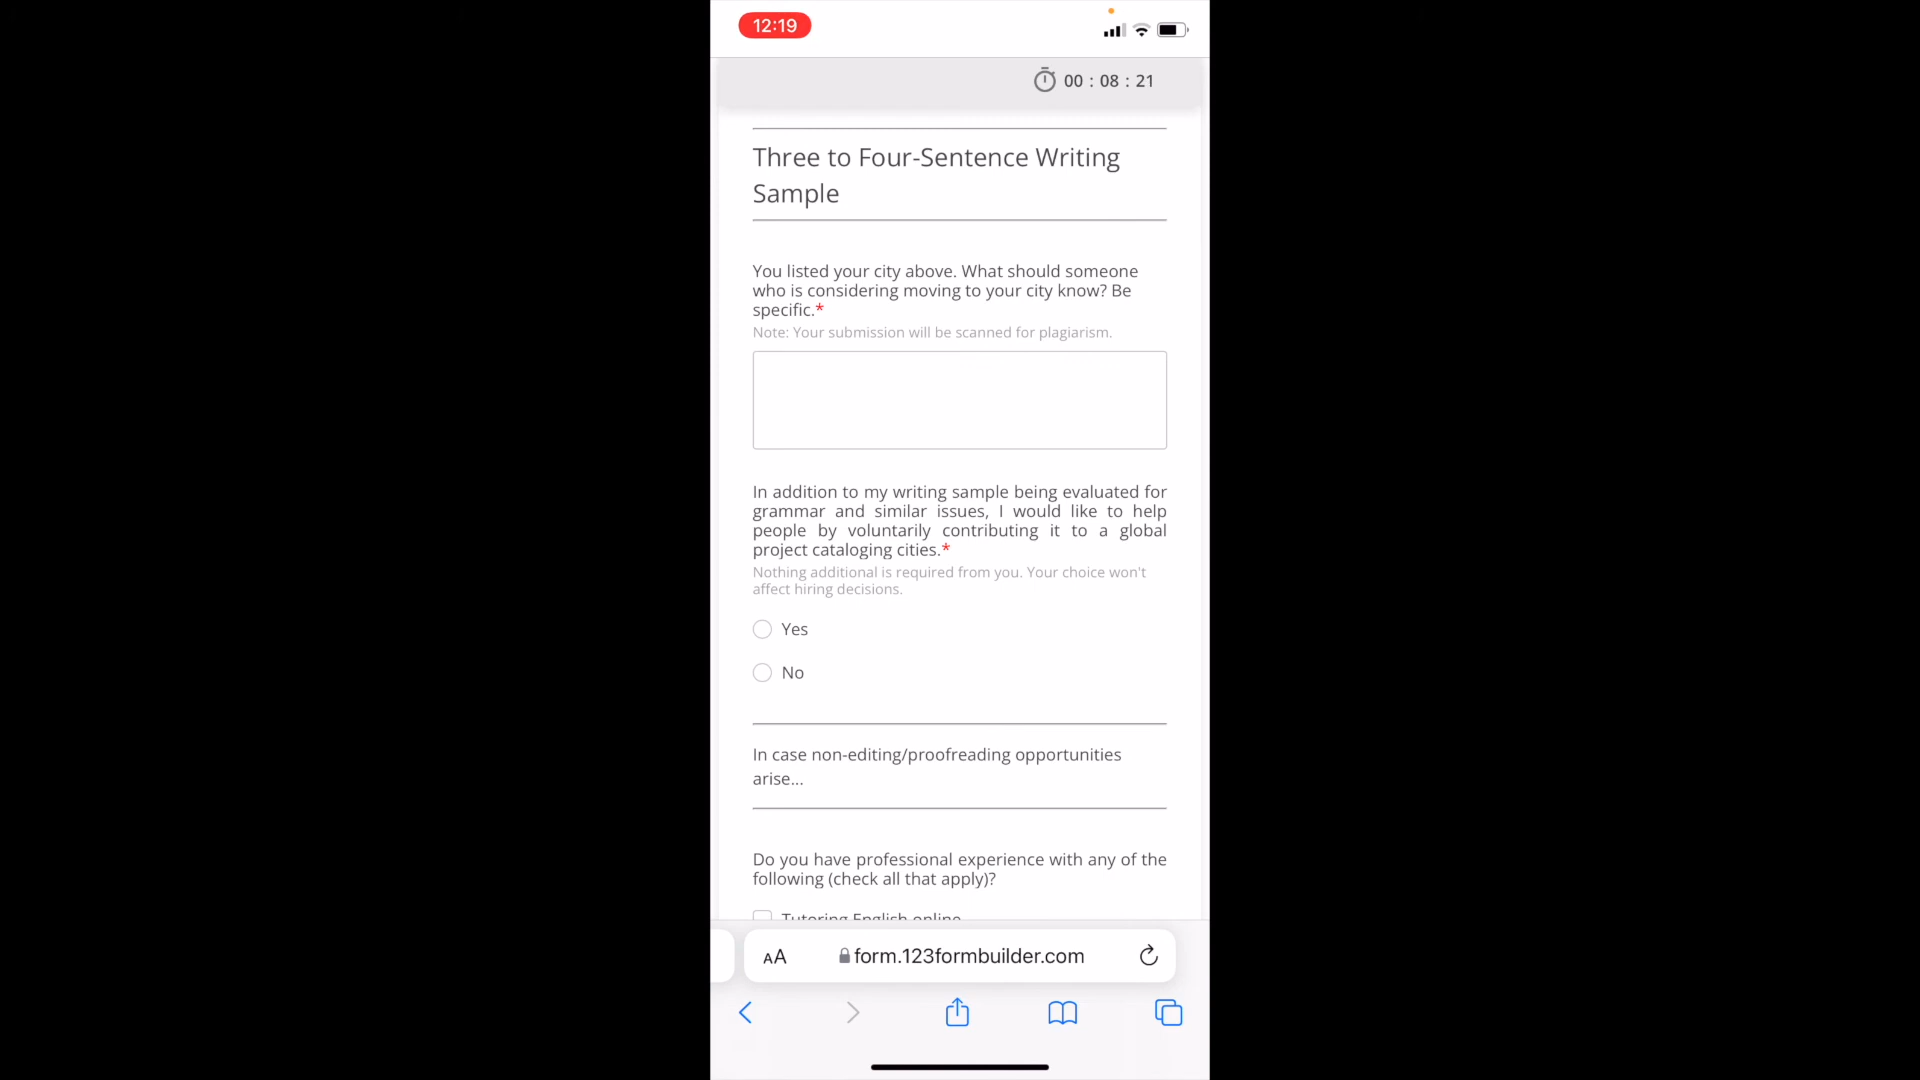 12:19
00 : 08 : 21
Three to Four-Sentence Writing
Sample
You listed your city above. What should someone
who is considering moving to your city know? Be
specific.*
Note: Your submission will be scanned for plagiarism.
In addition to my writing sample being evaluated for
grammar and similar issues, I would like to help
people by voluntarily contributing it to a global
project cataloging cities.*
Nothing additional is required from you. Your choice won't
affect hiring decisions.
Yes
No
In case non-editing/proofreading opportunities
arise...
Do you have professional experience with any of the
following (check all that apply)?
Tutoring English online
AA form.123formbuilder.com